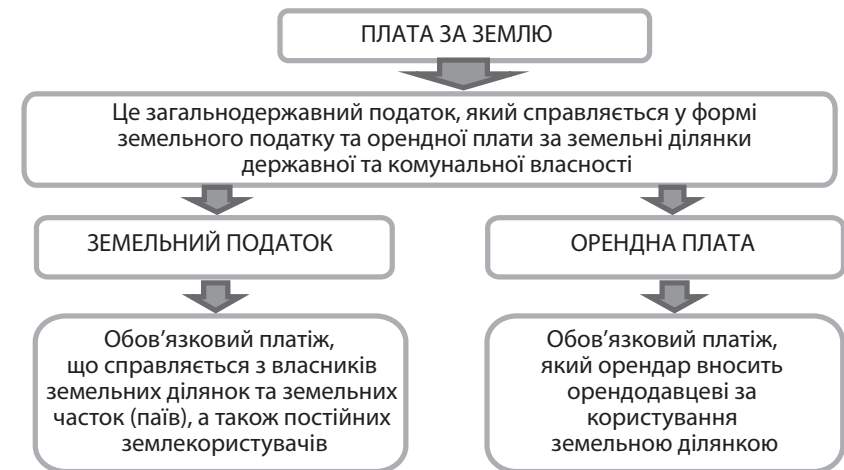 ПЛАТА ЗА ЗЕМЛЮ
Це загальнодержавний податок, який справляється у формі
земельного податку та орендної плати за земельні ділянки
державної та комунальної власності
ЗЕМЕЛЬНИЙ ПОДАТОК
ОРЕНДНА ПЛАТА
Обов’язковий платіж,
що справляється з власників
земельних ділянок та земельних
часток (паїв), а також постійних
землекористувачів
Обов’язковий платіж,
який орендар вносить
орендодавцеві за
користування
земельною ділянкою